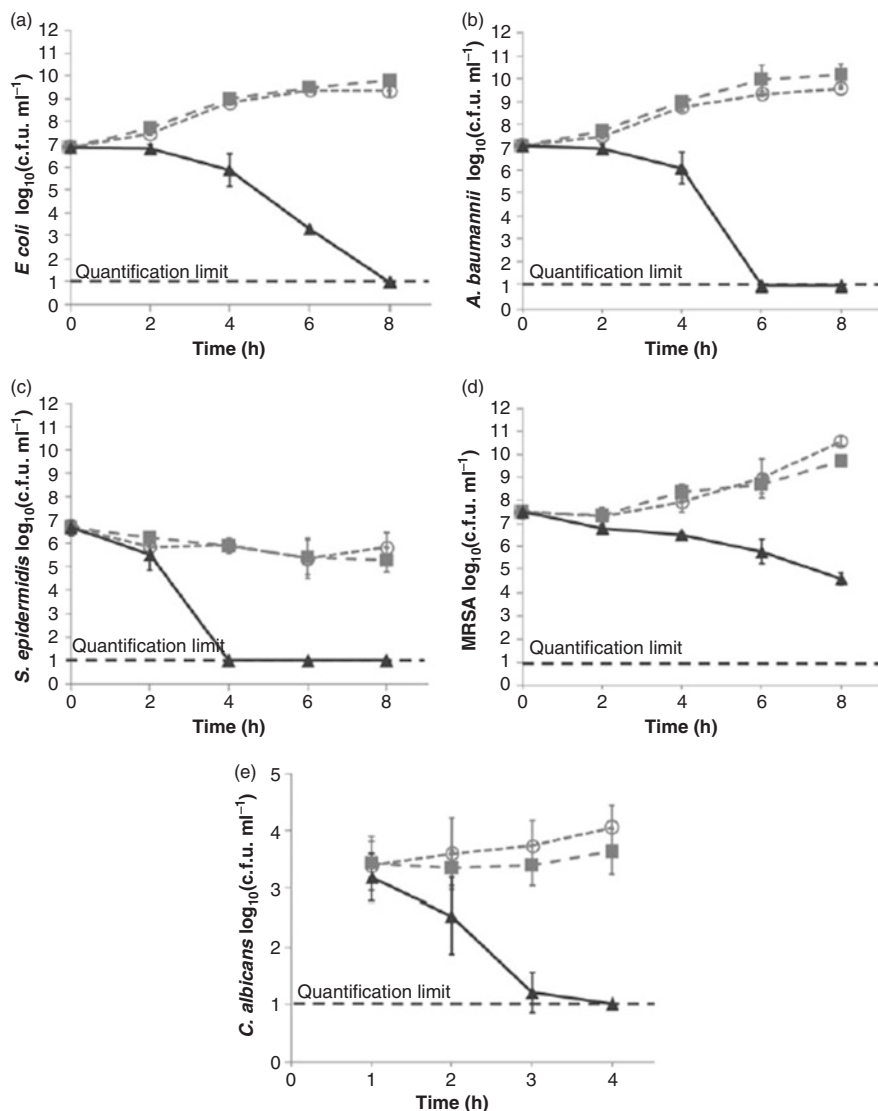 (a)
E coli log10(c.f.u. ml−1)
12
11
10
9
8
7
6
5
4
3
2
1
0
Quantification limit
0 2 4 6 8
Time (h)
(b)
A. baumannii log10(c.f.u. ml−1)
12
11
10
9
8
7
6
5
4
3
2
1
0
Quantification limit
0 2 4 6 8
Time (h)
(c)
S. epidermidis log10(c.f.u. ml−1)
12
11
10
9
8
7
6
5
4
3
2
1
0
Quantification limit
0 2 4 6 8
Time (h)
(d)
MRSA log10(c.f.u. ml−1)
12
11
10
9
8
7
6
5
4
3
2
1
0
Quantification limit
0 2 4 6 8
Time (h)
(e)
C. albicans log10(c.f.u. ml−1)
5
4
3
2
1
0
Quantification limit
0 1 2 3 4
Time (h)